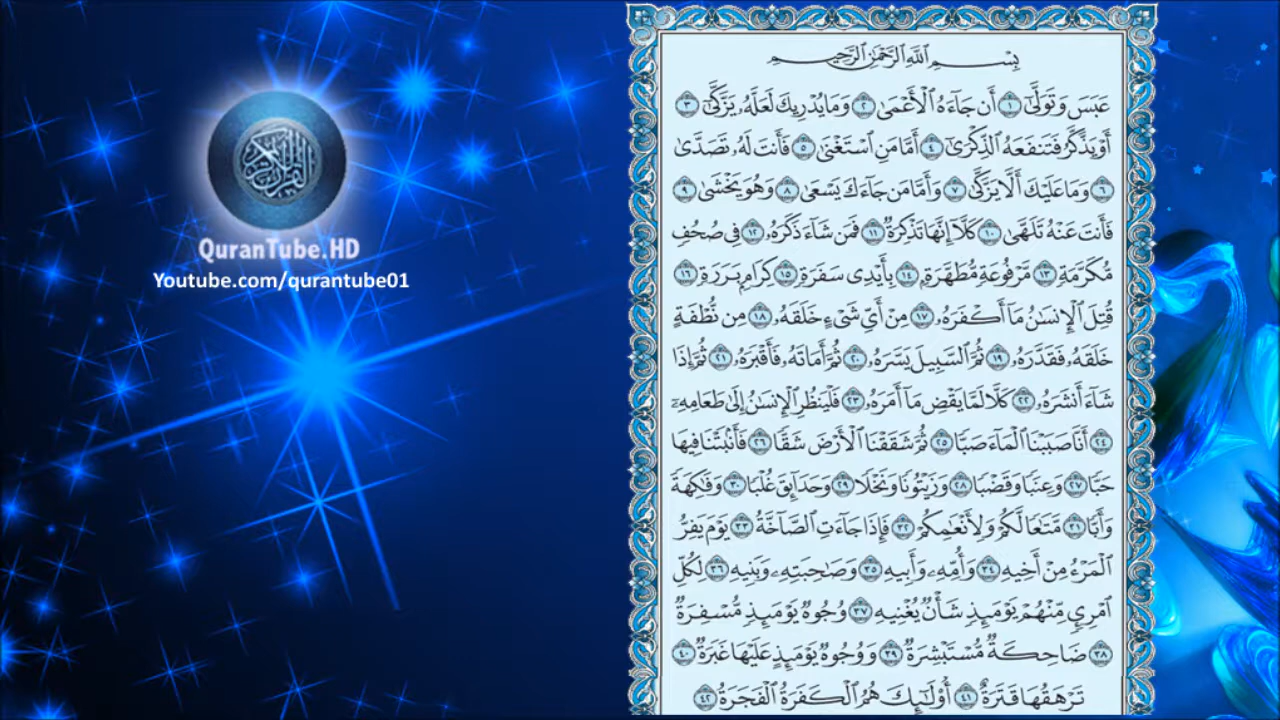 القرآن الكريم
QuranTube.HD
Youtube.com/qurantube01
بِسْمِ ٱللَّهِ ٱلرَّحْمَٰنِ ٱلرَّحِيمِ
عَبَسَ وَتَوَلَّىٰٓ ١ أَن جَآءَهُ ٱلْأَعْمَىٰ ٢ وَمَا يُدْرِيكَ لَعَلَّهُۥ يَزَّكَّىٰٓ ٣
أَوْ يَذَّكَّرُ فَتَنفَعَهُ ٱلذِّكْرَىٰٓ ٤ أَمَّا مَنِ ٱسْتَغْنَىٰ ٥ فَأَنتَ لَهُۥ تَصَدَّىٰ
٦ وَمَا عَلَيْكَ أَلَّا يَزَّكَّىٰ ٧ وَأَمَّا مَن جَآءَكَ يَسْعَىٰ ٨ وَهُوَ يَخْشَىٰ ٩
فَأَنتَ عَنْهُ تَلَهَّىٰ ١٠ كَلَّآ إِنَّهَا تَذْكِرَةٌ ١١ فَمَن شَآءَ ذَكَرَهُۥ ١٢ فِى صُحُفٍ
مُّكَرَّمَةٍ ١٣ مَّرْفُوعَةٍ مُّطَهَّرَةٍۭ ١٤ بِأَيْدِى سَفَرَةٍ ١٥ كِرَامٍۭ بَرَرَةٍ ١٦
قُتِلَ ٱلْإِنسَٰنُ مَآ أَكْفَرَهُۥ ١٧ مِنْ أَىِّ شَىْءٍ خَلَقَهُۥ ١٨ مِن نُّطْفَةٍ
خَلَقَهُۥ فَقَدَّرَهُۥ ١٩ ثُمَّ ٱلسَّبِيلَ يَسَّرَهُۥ ٢٠ ثُمَّ أَمَاتَهُۥ فَأَقْبَرَهُۥ ٢١ ثُمَّ إِذَا
شَآءَ أَنشَرَهُۥ ٢٢ كَلَّا لَمَّا يَقْضِ مَآ أَمَرَهُۥ ٢٣ فَلْيَنظُرِ ٱلْإِنسَٰنُ إِلَىٰ طَعَامِهِۦٓ
٢٤ أَنَّا صَبَبْنَا ٱلْمَآءَ صَبًّا ٢٥ ثُمَّ شَقَقْنَا ٱلْأَرْضَ شَقًّا ٢٦ فَأَنۢبَتْنَا فِيهَا
حَبًّا ٢٧ وَعِنَبًا وَقَضْبًا ٢٨ وَزَيْتُونًا وَنَخْلًا ٢٩ وَحَدَآئِقَ غُلْبًا ٣٠ وَفَٰكِهَةً
وَأَبًّا ٣١ مَّتَٰعًا لَّكُمْ وَلِأَنْعَٰمِكُمْ ٣٢ فَإِذَا جَآءَتِ ٱلصَّآخَّةُ ٣٣ يَوْمَ يَفِرُّ
ٱلْمَرْءُ مِنْ أَخِيهِ ٣٤ وَأُمِّهِۦ وَأَبِيهِ ٣٥ وَصَٰحِبَتِهِۦ وَبَنِيهِ ٣٦ لِكُلِّ
ٱمْرِئٍ مِّنْهُمْ يَوْمَئِذٍ شَأْنٌ يُغْنِيهِ ٣٧ وُجُوهٌ يَوْمَئِذٍ مُّسْفِرَةٌ
٣٨ ضَاحِكَةٌ مُّسْتَبْشِرَةٌ ٣٩ وَوُجُوهٌ يَوْمَئِذٍ عَلَيْهَا غَبَرَةٌ ٤٠
تَرْهَقُهَا قَتَرَةٌ ٤١ أُو۟لَٰٓئِكَ هُمُ ٱلْكَفَرَةُ ٱلْفَجَرَةُ ٤٢